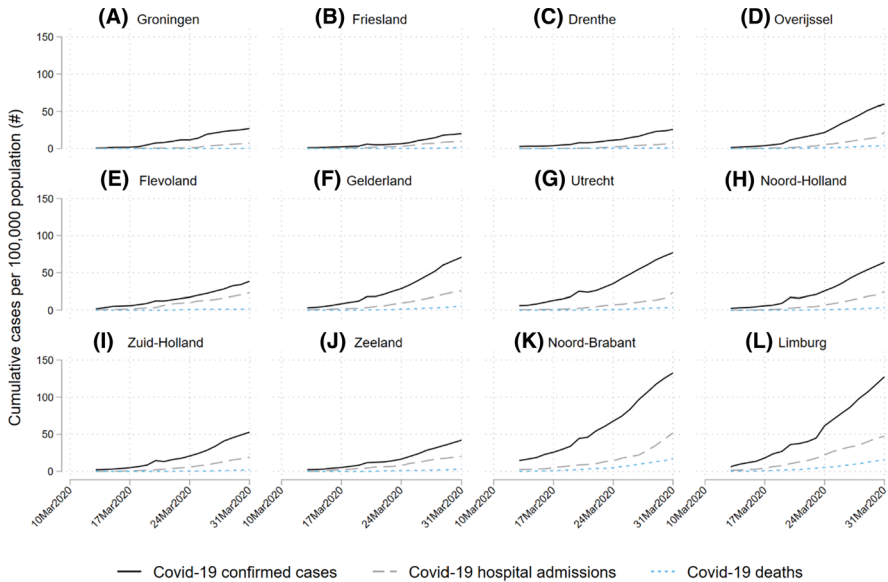 (A) Groningen
(B) Friesland
(C) Drenthe
(D) Overijssel
150
100
50
0
(E) Flevoland
(F) Gelderland
(G) Utrecht
(H) Noord-Holland
150
100
50
0
(I) Zuid-Holland
(J) Zeeland
(K) Noord-Brabant
(L) Limburg
150
100
50
0
Cumulative cases per 100,000 population (#)
10Mar2020
17Mar2020
24Mar2020
31Mar2020
10Mar2020
17Mar2020
24Mar2020
31Mar2020
10Mar2020
17Mar2020
24Mar2020
31Mar2020
10Mar2020
17Mar2020
24Mar2020
31Mar2020
Covid-19 confirmed cases
Covid-19 hospital admissions
Covid-19 deaths